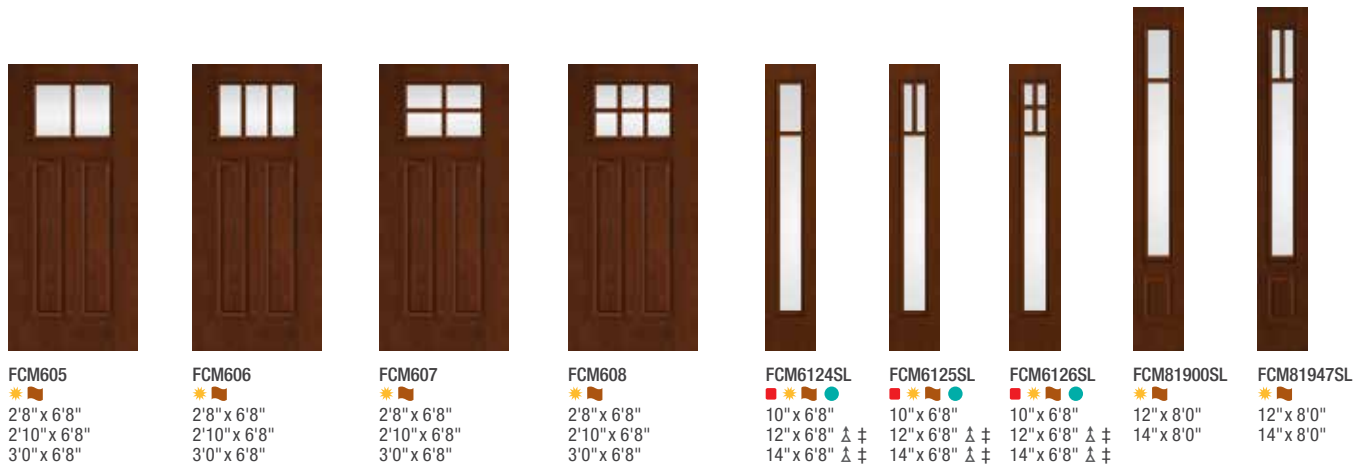 FCM605
2'8" x 6'8"
2'10" x 6'8"
3'0" x 6'8"
FCM606
2'8" x 6'8"
2'10" x 6'8"
3'0" x 6'8"
FCM607
2'8" x 6'8"
2'10" x 6'8"
3'0" x 6'8"
FCM608
2'8" x 6'8"
2'10" x 6'8"
3'0" x 6'8"
FCM6124SL
10" x 6'8"
12" x 6'8" ‡
14" x 6'8" ‡
FCM6125SL
10" x 6'8"
12" x 6'8" ‡
14" x 6'8" ‡
FCM6126SL
10" x 6'8"
12" x 6'8" ‡
14" x 6'8" ‡
FCM81900SL
12" x 8'0"
14" x 8'0"
FCM81947SL
12" x 8'0"
14" x 8'0"